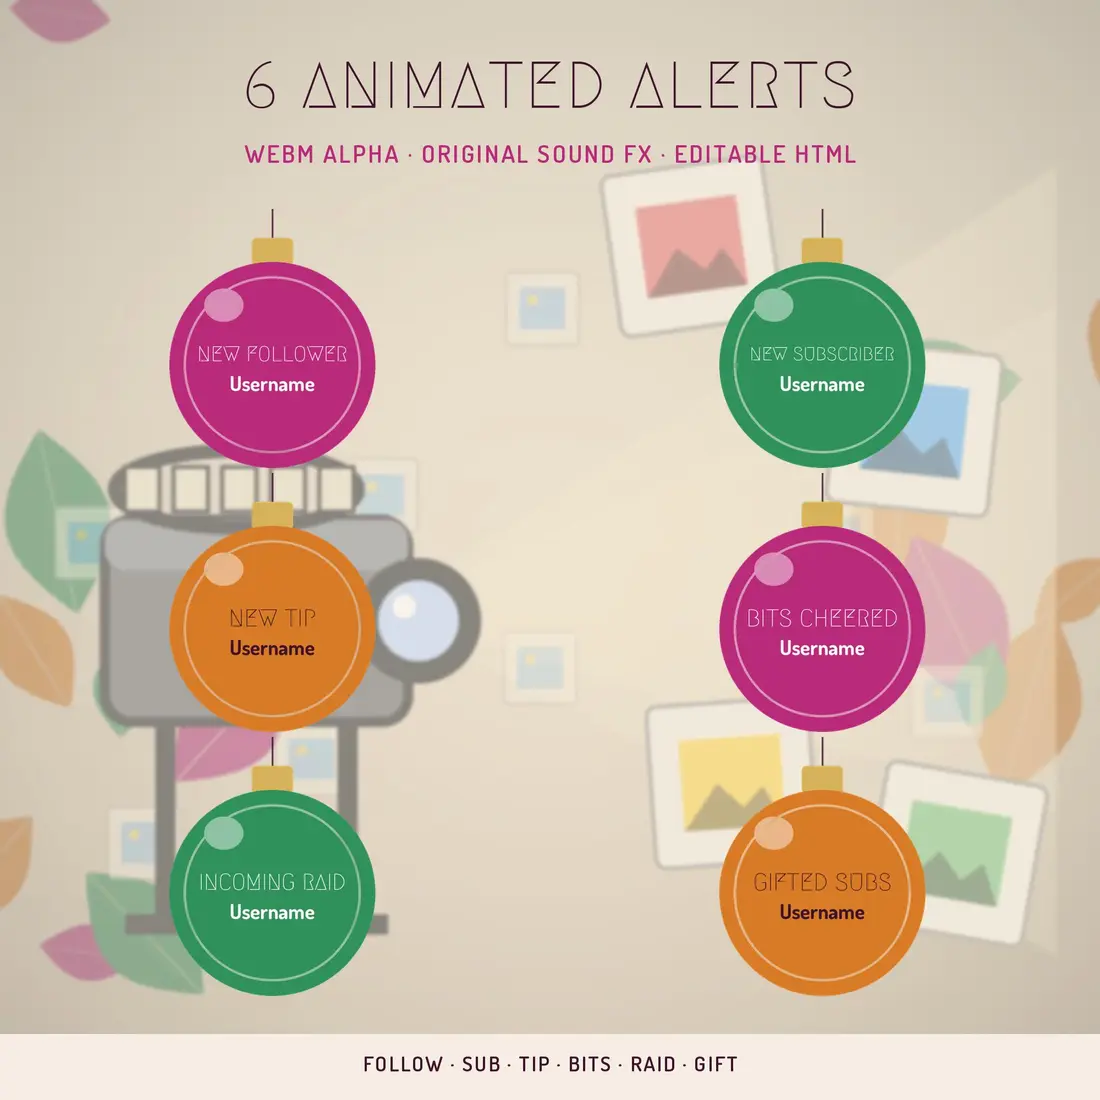 6 ANIMATED ALERTS
WEBM ALPHA · ORIGINAL SOUND FX · EDITABLE HTML
NEW FOLLOWER
Username
NEW SUBSCRIBER
Username
NEW TIP
Username
BITS CHEERED
Username
INCOMING RAID
Username
GIFTED SUBS
Username
FOLLOW · SUB · TIP · BITS · RAID · GIFT